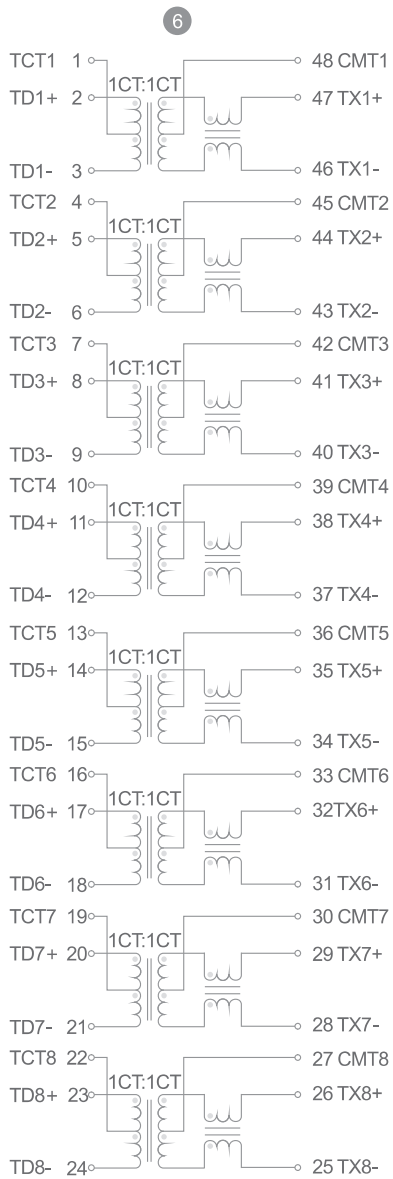 6
TCT1 1 48 CMT1
1CT:1CT
TD1+ 2 47 TX1+
TD1- 3 46 TX1-
TCT2 4 45 CMT2
1CT:1CT
TD2+ 5 44 TX2+
TD2- 6 43 TX2-
TCT3 7 42 CMT3
1CT:1CT
TD3+ 8 41 TX3+
TD3- 9 40 TX3-
TCT4 10 39 CMT4
1CT:1CT
TD4+ 11 38 TX4+
TD4- 12 37 TX4-
TCT5 13 36 CMT5
1CT:1CT
TD5+ 14 35 TX5+
TD5- 15 34 TX5-
TCT6 16 33 CMT6
1CT:1CT
TD6+ 17 32TX6+
TD6- 18 31 TX6-
TCT7 19 30 CMT7
1CT:1CT
TD7+ 20 29 TX7+
TD7- 21 28 TX7-
TCT8 22 27 CMT8
1CT:1CT
TD8+ 23 26 TX8+
TD8- 24 25 TX8-